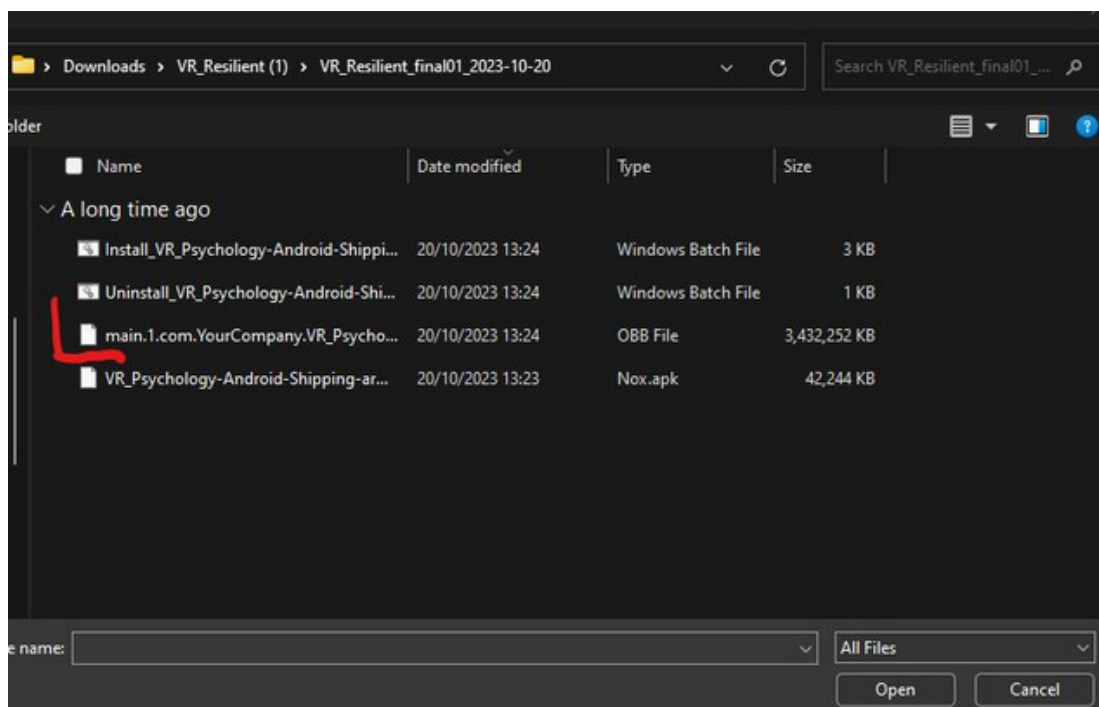 Downloads > VR_Resilient (1) > VR_Resilient_final01_2023-10-20
Search VR_Resilient_final01_...
older
Name Date modified Type Size
A long time ago
Install_VR_Psychology-Android-Shippi... 20/10/2023 13:24 Windows Batch File 3 KB
Uninstall_VR_Psychology-Android-Shi... 20/10/2023 13:24 Windows Batch File 1 KB
main.1.com.YourCompany.VR_Psycho... 20/10/2023 13:24 OBB File 3,432,252 KB
VR_Psychology-Android-Shipping-ar... 20/10/2023 13:23 Nox.apk 42,244 KB
e name: All Files
Open Cancel